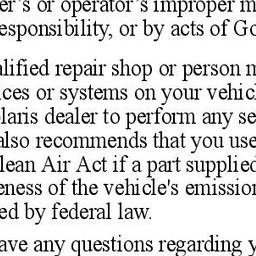 er's or operator's improper m
esponsibility, or by acts of Go
alified repair shop or person m
ces or systems on your vehicl
laris dealer to perform any se
also recommends that you use
lean Air Act if a part supplied
eness of the vehicle's emission
ed by federal law.
ave any questions regarding y